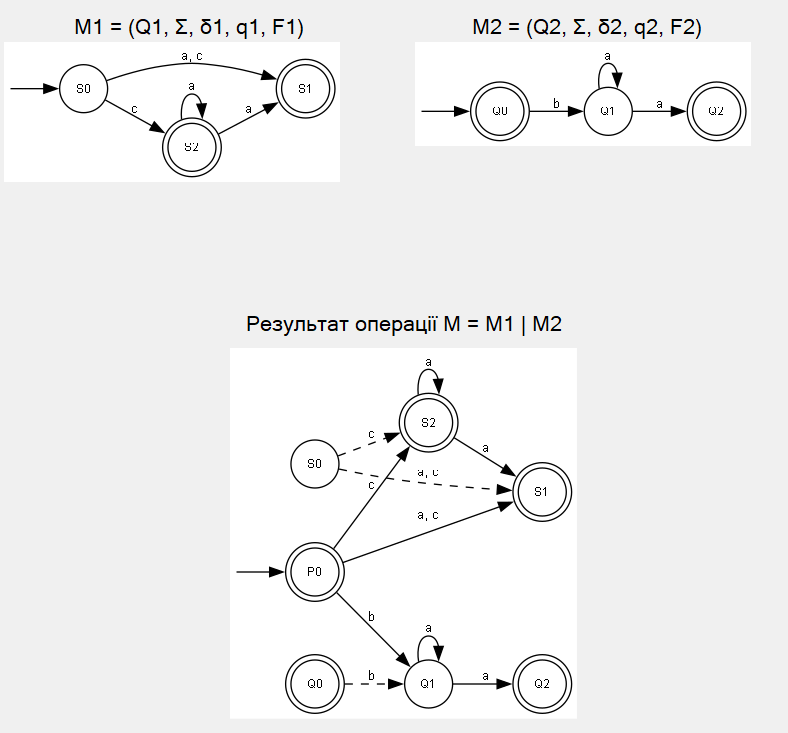 M1 = (Q1, Σ, δ1, q1, F1)
M2 = (Q2, Σ, δ2, q2, F2)
a, c
S0
a
S1
c
a
S2
a
Q0
b
Q1
a
Q2
Результат операції M = M1 | M2
a
S2
c
a
S0
a, c
S1
c
a, c
P0
b
a
Q0
b
Q1
a
Q2